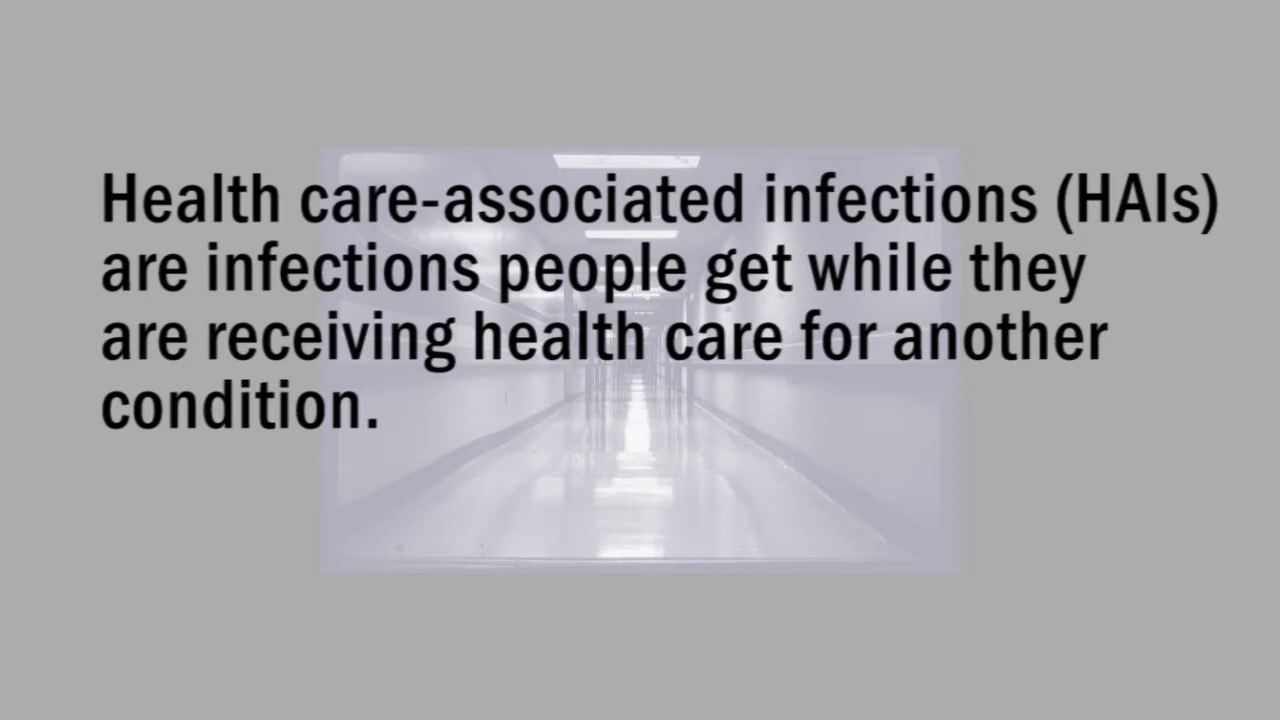 Health care-associated infections (HAIs)
are infections people get while they
are receiving health care for another
condition.